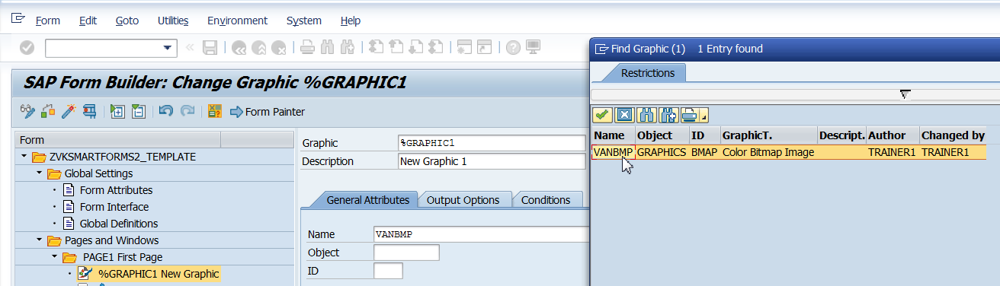 Form Edit Goto Utilities Environment System Help
SAP Form Builder: Change Graphic %GRAPHIC1
Form Painter
Form
ZVKSMARTFORMS2_TEMPLATE
Global Settings
Form Attributes
Form Interface
Global Definitions
Pages and Windows
PAGE1 First Page
%GRAPHIC1 New Graphic
Graphic %GRAPHIC1
Description New Graphic 1
General Attributes Output Options Conditions
Name VANBMP
Object
ID
Find Graphic (1) 1 Entry found
Restrictions
Name Object ID GraphicT. Descript. Author Changed by
VANBMP GRAPHICS BMAP Color Bitmap Image TRAINER1 TRAINER1